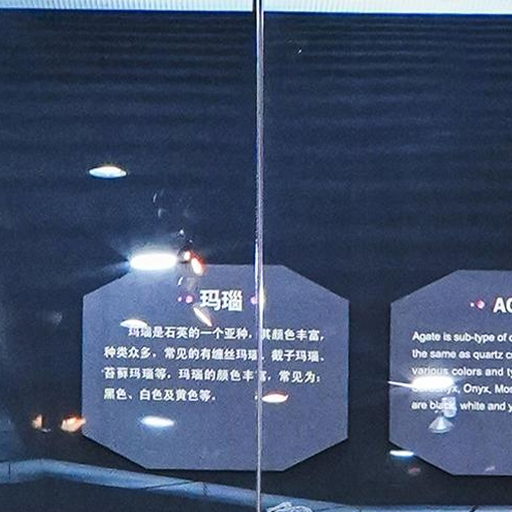 玛瑙
玛瑙是石英的一个亚种，其颜色丰富，
种类众多，常见的有缠丝玛瑙、截子玛瑙、
苔藓玛瑙等，玛瑙的颜色丰富，常见为：
黑色、白色及黄色等。
AG
Agate is sub-type of
the same as quartz
various colors and
Onyx, Mos
are black, white and y